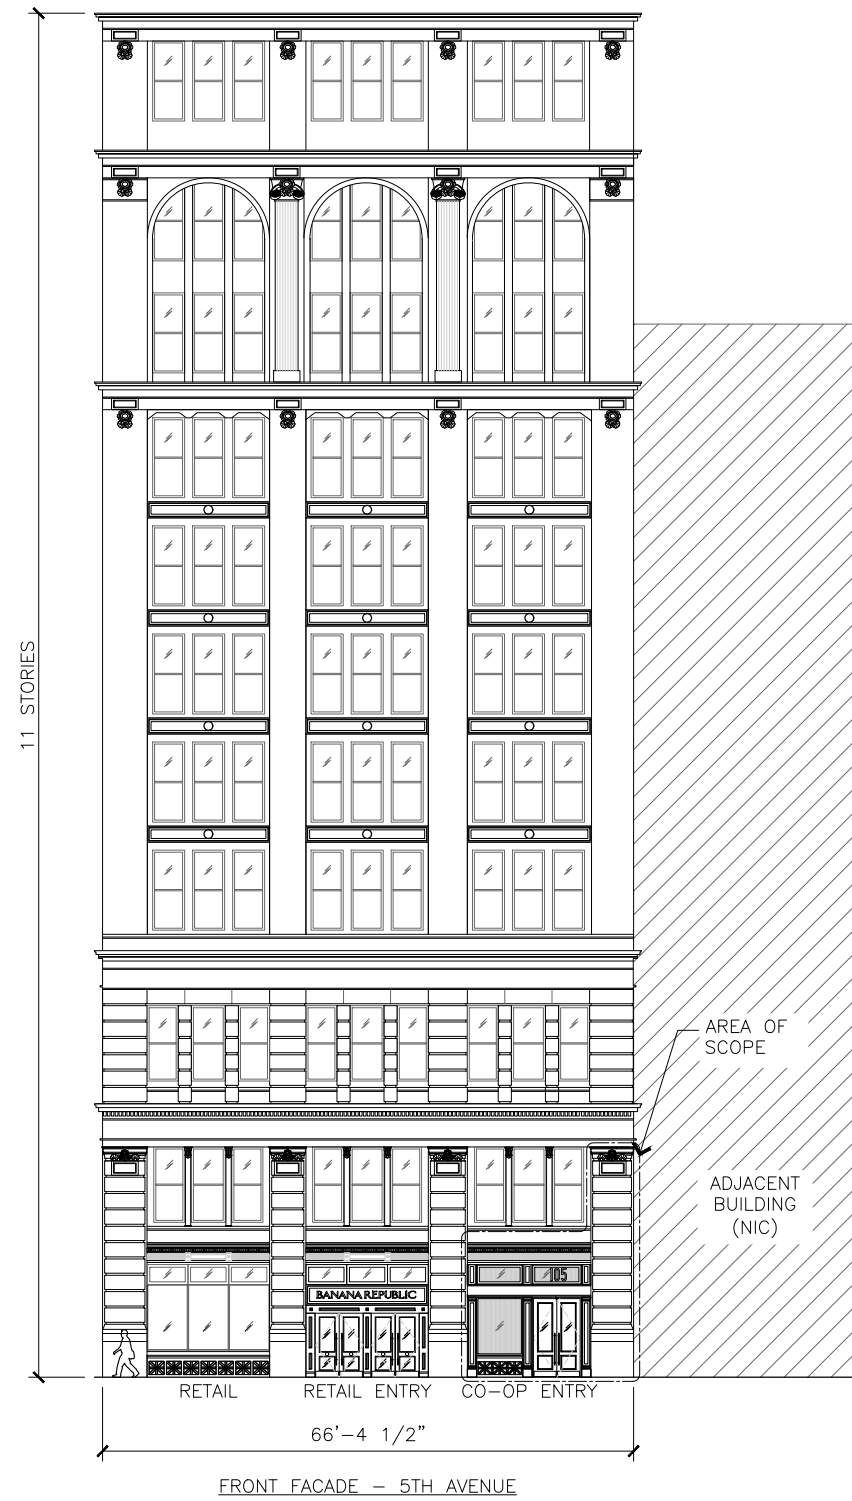 11 STORIES
AREA OF
SCOPE
ADJACENT
BUILDING
(NIC)
105
BANANA REPUBLIC
RETAIL
RETAIL ENTRY
CO-OP ENTRY
66'-4 1/2"
FRONT FACADE - 5TH AVENUE